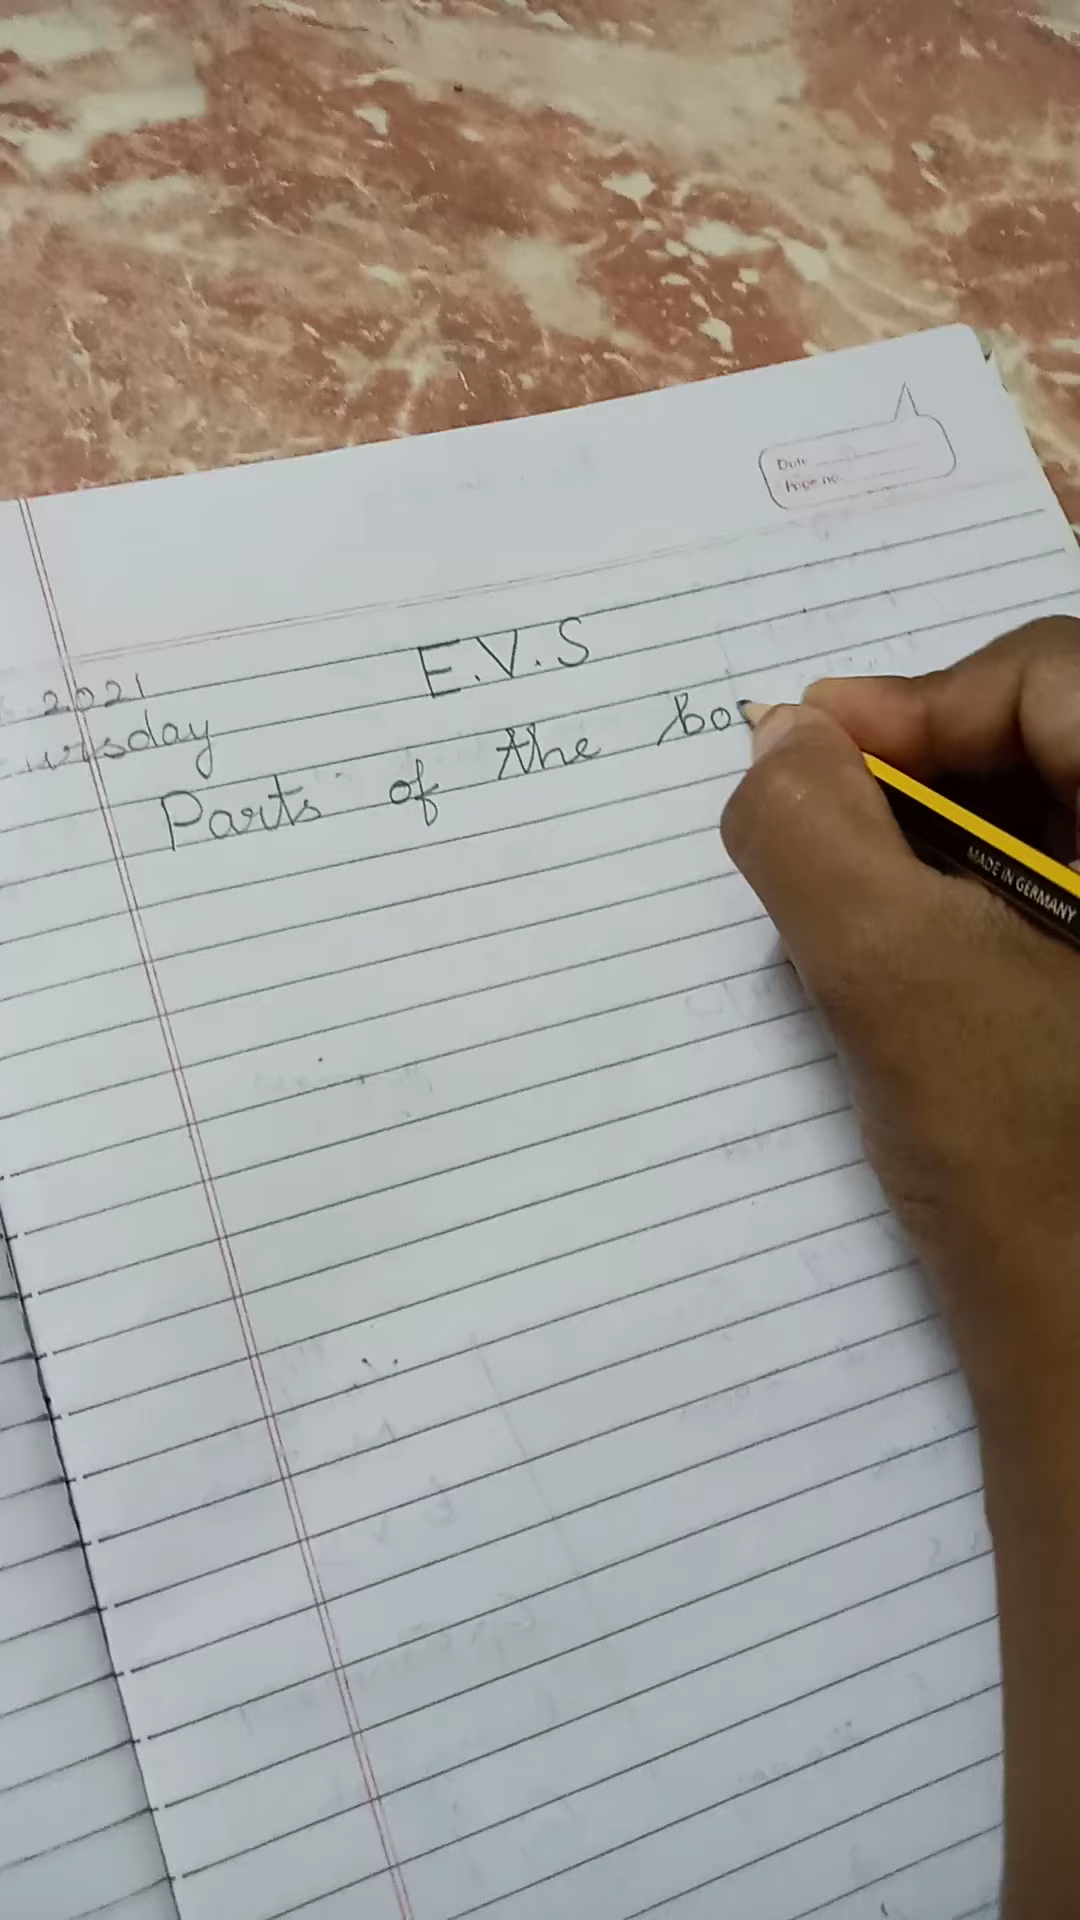 Date
Page no.
E.V.S
2021
Parts of the bo
MADE IN GERMANY